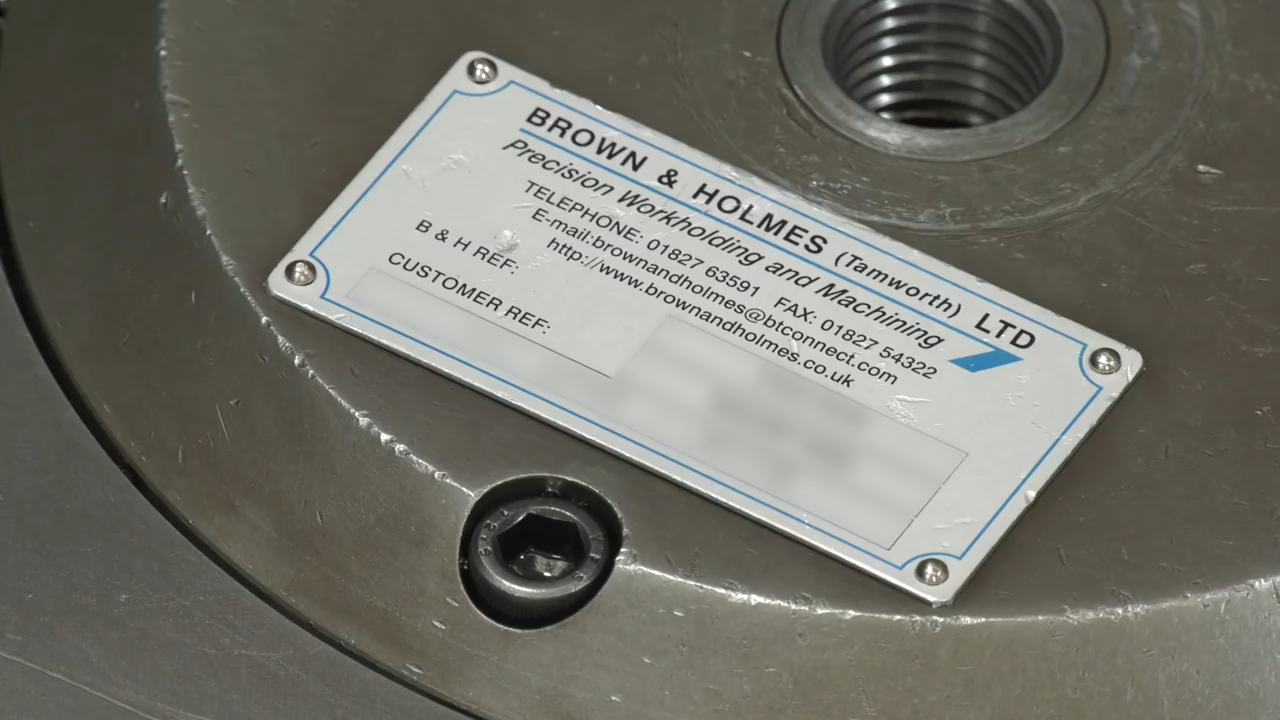 BROWN & HOLMES (Tamworth) LTD
Precision Workholding and Machining
TELEPHONE: 01827 63591 FAX: 01827 54322
E-mail:brownandholmes@btconnect.com
http://www.brownandholmes.co.uk
B & H REF:
CUSTOMER REF: